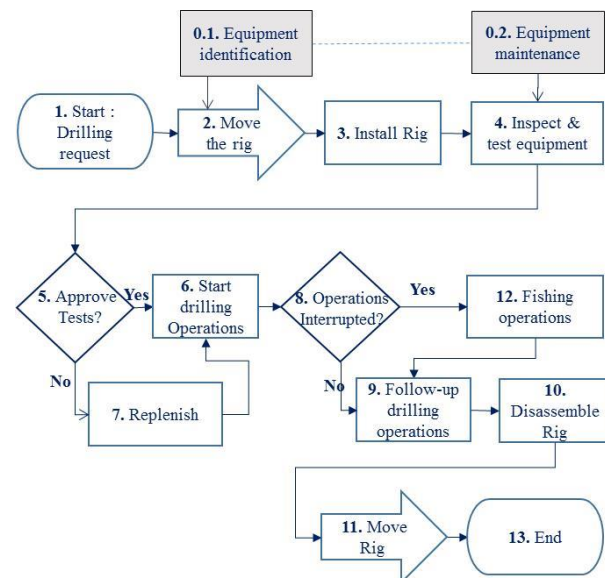 0.1. Equipment
identification
0.2. Equipment
maintenance
1. Start :
Drilling
request
2. Move
the rig
3. Install Rig
4. Inspect &
test equipment
5. Approve
Tests?
Yes
No
6. Start
drilling
Operations
7. Replenish
8. Operations
Interrupted?
Yes
No
12. Fishing
operations
9. Follow-up
drilling
operations
10.
Disassemble
Rig
11. Move
Rig
13. End